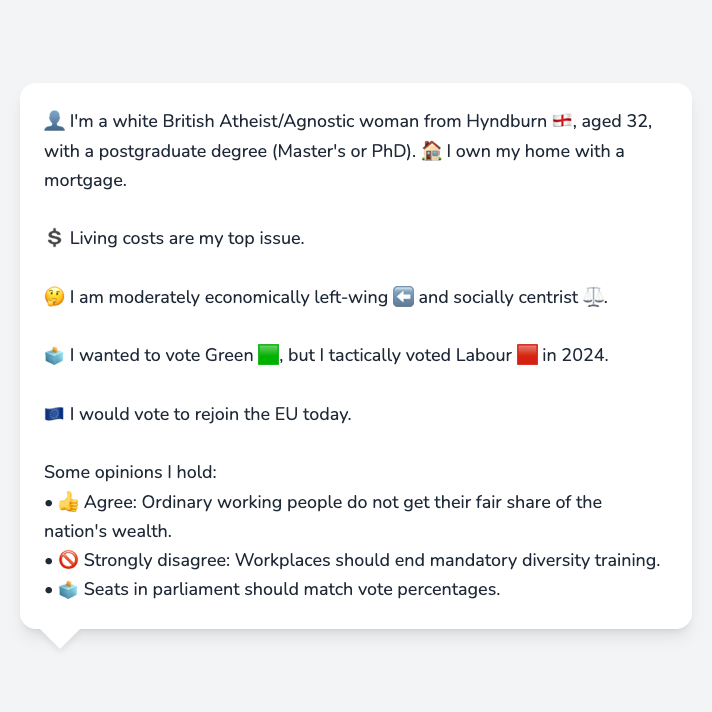 👤 I'm a white British Atheist/Agnostic woman from Hyndburn 🏴󠁧󠁢󠁥󠁮󠁧󠁿, aged 32,
with a postgraduate degree (Master's or PhD). 🏠 I own my home with a
mortgage.
💲 Living costs are my top issue.
🤔 I am moderately economically left-wing ⬅️ and socially centrist ⚖️.
🗳️ I wanted to vote Green 🟩, but I tactically voted Labour 🟥 in 2024.
🇪🇺 I would vote to rejoin the EU today.
Some opinions I hold:
• 👍 Agree: Ordinary working people do not get their fair share of the
nation's wealth.
• 🚫 Strongly disagree: Workplaces should end mandatory diversity training.
• 🗳️ Seats in parliament should match vote percentages.